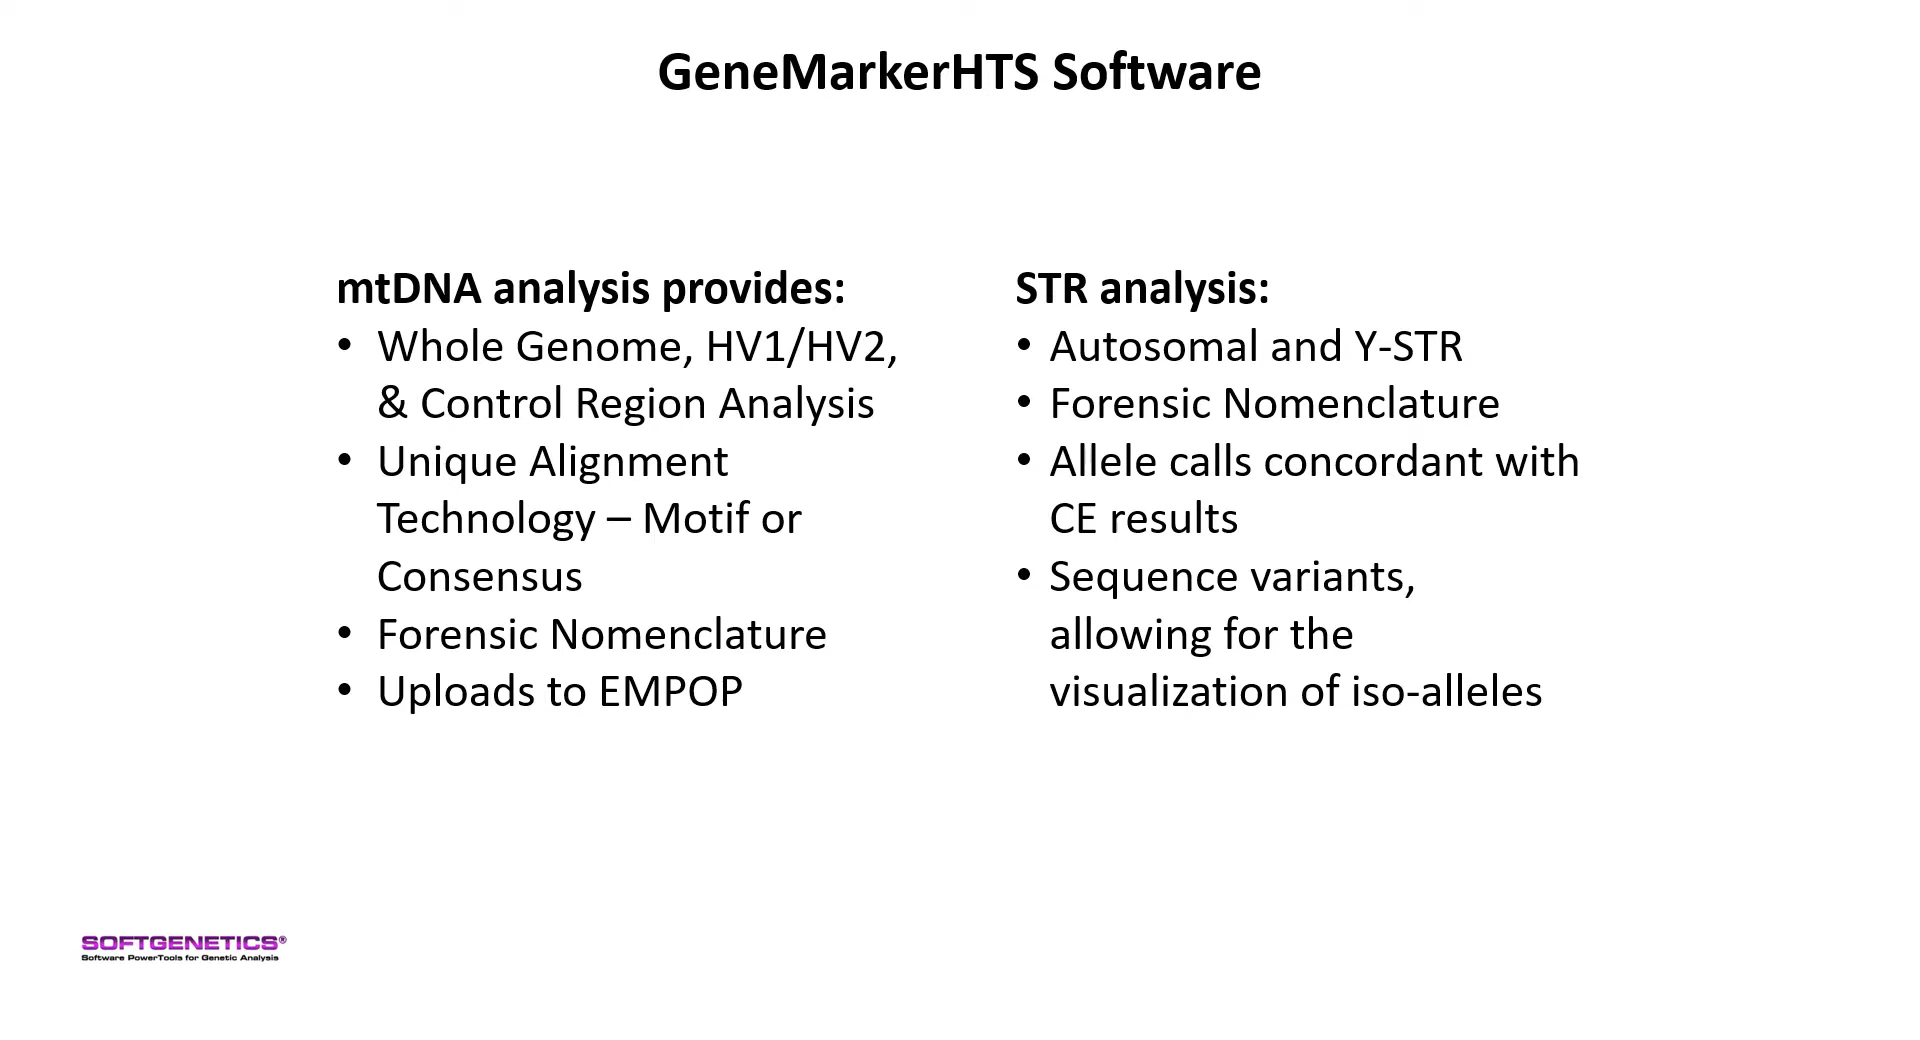 GeneMarkerHTS Software
mtDNA analysis provides:
• Whole Genome, HV1/HV2,
& Control Region Analysis
• Unique Alignment
Technology – Motif or
Consensus
• Forensic Nomenclature
• Uploads to EMPOP
STR analysis:
• Autosomal and Y-STR
• Forensic Nomenclature
• Allele calls concordant with
CE results
• Sequence variants,
allowing for the
visualization of iso-alleles
SOFTGENETICS®
Software PowerTools for Genetic Analysis